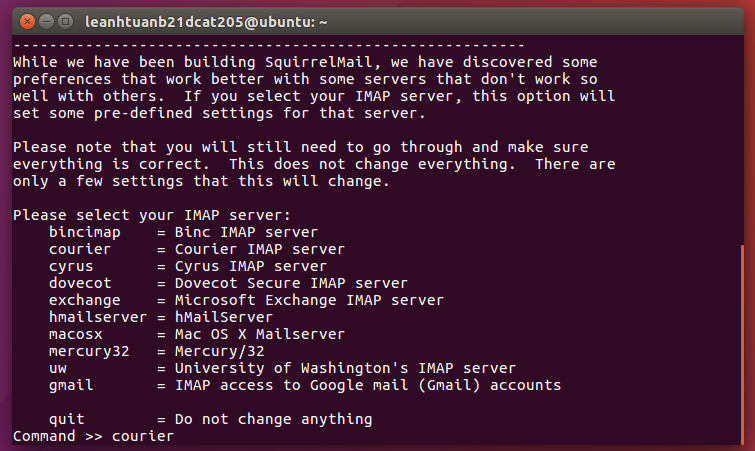 leanhtuanb21dcat205@ubuntu: ~
---------------------------------------------------------
While we have been building SquirrelMail, we have discovered some
preferences that work better with some servers that don't work so
well with others.  If you select your IMAP server, this option will
set some pre-defined settings for that server.

Please note that you will still need to go through and make sure
everything is correct.  This does not change everything.  There are
only a few settings that this will change.

Please select your IMAP server:
    bincimap    = Binc IMAP server
    courier     = Courier IMAP server
    cyrus       = Cyrus IMAP server
    dovecot     = Dovecot Secure IMAP server
    exchange    = Microsoft Exchange IMAP server
    hmailserver = hMailServer
    macosx      = Mac OS X Mailserver
    mercury32   = Mercury/32
    uw          = University of Washington's IMAP server
    gmail       = IMAP access to Google mail (Gmail) accounts

    quit        = Do not change anything
Command >> courier